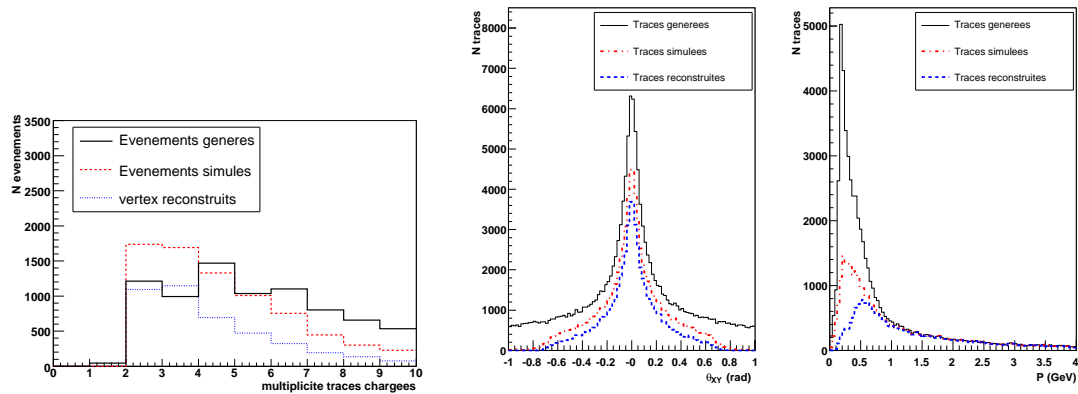 N evenements
3500
3000
2500
2000
1500
1000
500
0
Evenements generes
Evenements simules
vertex reconstruits
0 1 2 3 4 5 6 7 8 9 10
multiplicite traces chargees
N traces
8000
7000
6000
5000
4000
3000
2000
1000
0
Traces generees
Traces simulees
Traces reconstruites
-1 -0.8 -0.6 -0.4 -0.2 -0 0.2 0.4 0.6 0.8 1
θXY (rad)
N traces
5000
4000
3000
2000
1000
0
Traces generees
Traces simulees
Traces reconstruites
0 0.5 1 1.5 2 2.5 3 3.5 4
P (GeV)